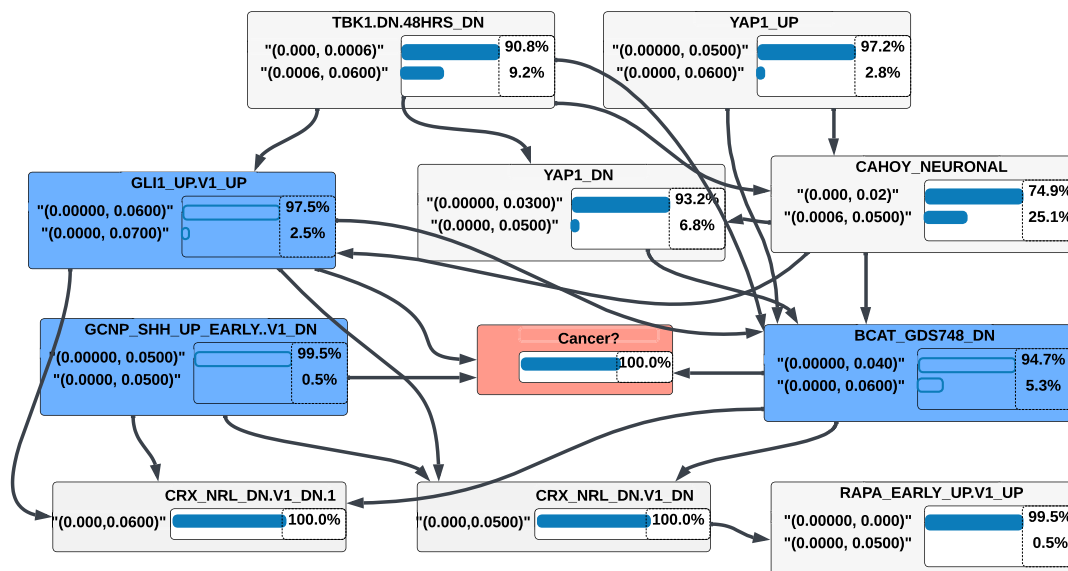 TBK1.DN.48HRS_DN
"(0.000, 0.0006)" 90.8%
"(0.0006, 0.0600)" 9.2%
YAP1_UP
"(0.00000, 0.0500)" 97.2%
"(0.0000, 0.0600)" 2.8%
GLI1_UP.V1_UP
"(0.00000, 0.0600)" 97.5%
"(0.0000, 0.0700)" 2.5%
YAP1_DN
"(0.00000, 0.0300)" 93.2%
"(0.0000, 0.0500)" 6.8%
CAHOY_NEURONAL
"(0.000, 0.02)" 74.9%
"(0.0006, 0.0500)" 25.1%
GCNP_SHH_UP_EARLY..V1_DN
"(0.00000, 0.0500)" 99.5%
"(0.0000, 0.0500)" 0.5%
Cancer?
100.0%
BCAT_GDS748_DN
"(0.00000, 0.040)" 94.7%
"(0.0000, 0.0600)" 5.3%
CRX_NRL_DN.V1_DN.1
"(0.000,0.0600)" 100.0%
CRX_NRL_DN.V1_DN
"(0.000,0.0500)" 100.0%
RAPA_EARLY_UP.V1_UP
"(0.00000, 0.000)" 99.5%
"(0.0000, 0.0500)" 0.5%